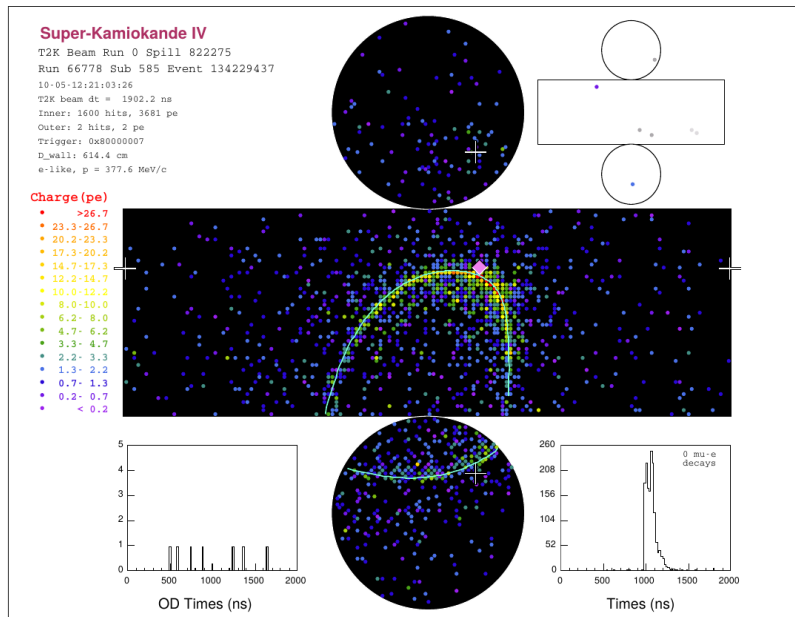 Super-Kamiokande IV
T2K Beam Run 0 Spill 822275
Run 66778 Sub 585 Event 134229437
10-05-12:21:03:26
T2K beam dt = 1902.2 ns
Inner: 1600 hits, 3681 pe
Outer: 2 hits, 2 pe
Trigger: 0x80000007
D_wall: 614.4 cm
e-like, p = 377.6 MeV/c
Charge(pe)
>26.7
23.3-26.7
20.2-23.3
17.3-20.2
14.7-17.3
12.2-14.7
10.0-12.2
8.0-10.0
6.2- 8.0
4.7- 6.2
3.3- 4.7
2.2- 3.3
1.3- 2.2
0.7- 1.3
0.2- 0.7
< 0.2
5
4
3
2
1
0
0 500 1000 1500 2000
OD Times (ns)
260
208
156
104
52
0
0 mu-e
decays
0 500 1000 1500 2000
Times (ns)